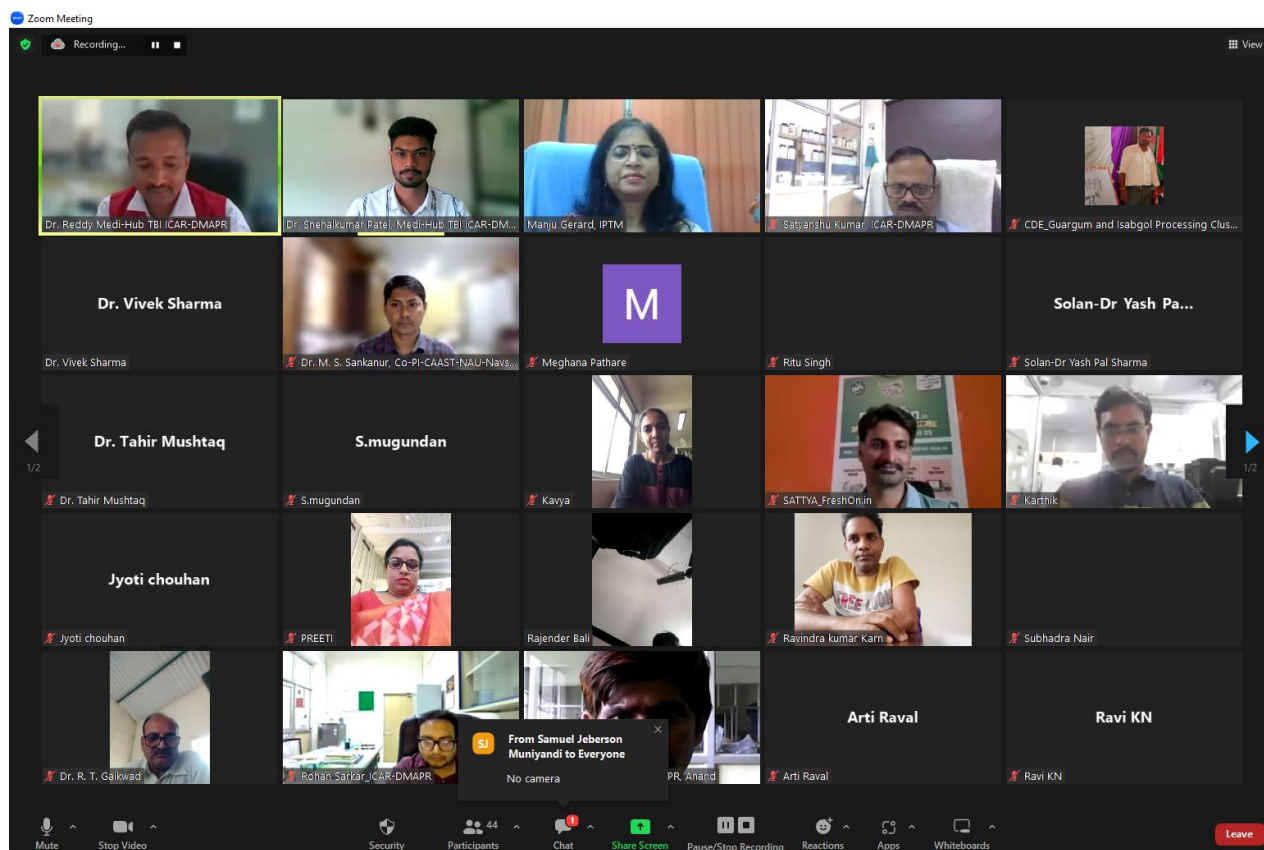 Zoom Meeting
Recording...
View
Dr. Reddy Medi-Hub TBI ICAR-DMAPR
Dr. Snehalkumar Patel. Medi-Hub TBI ICAR-DM...
Manju Gerard, IPTM
Satyanshu Kumar, ICAR-DMAPR
CDE_Guargum and Isabgol Processing Clus...
Dr. Vivek Sharma
Solan-Dr Yash Pa...
M
Dr. Vivek Sharma
Dr. M. S. Sankanur, Co-PI-CAAST-NAU-Navs...
Meghana Pathare
Ritu Singh
Solan-Dr Yash Pal Sharma
Dr. Tahir Mushtaq
S.mugundan
1/2
1/2
Dr. Tahir Mushtaq
S.mugundan
Kavya
SATTYA_FreshOn.in
Karthik
Jyoti chouhan
FREE
Jyoti chouhan
PREETI
Rajender Bali
Ravindra kumar Karn
Subhadra Nair
Arti Raval
Ravi KN
SJ
From Samuel Jeberson
Muniyandi to Everyone
No camera
Dr. R. T. Gaikwad
Rohan Sarkar_ICAR-DMAPR
PR, Anand
Arti Raval
Ravi KN
44
1
Mute
Stop Video
Security
Participants
Chat
Share Screen
Pause/Stop Recording
Reactions
Apps
Whiteboards
Leave